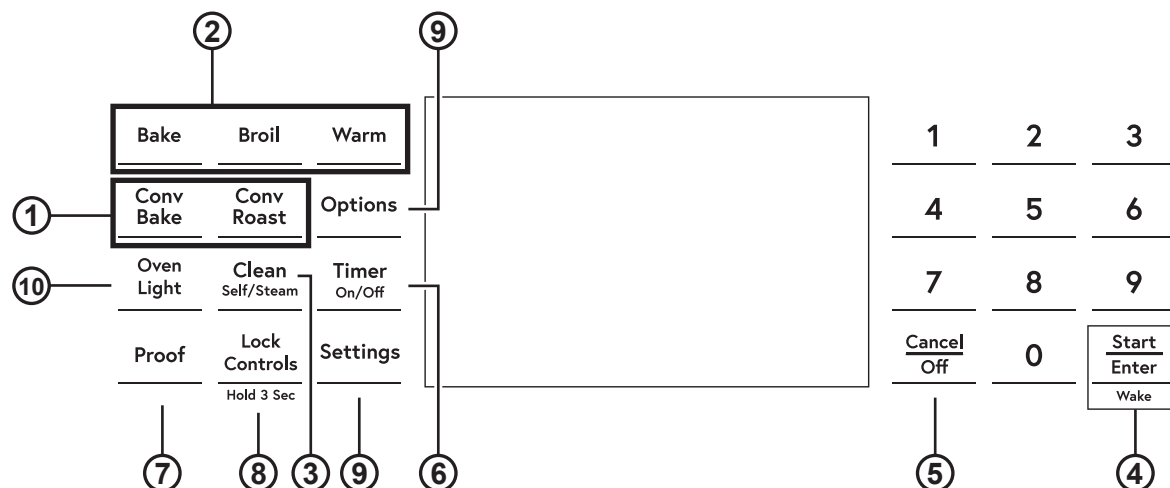 2 9
Bake Broil Warm 1 2 3
Conv Conv
1 Bake Roast Options 4 5 6
Oven Clean Timer
10 Light Self/Steam On/Off 7 8 9
Proof Lock Settings Cancel 0 Start
Controls Off Enter
Hold 3 Sec Wake
7 8 3 9 6 5 4